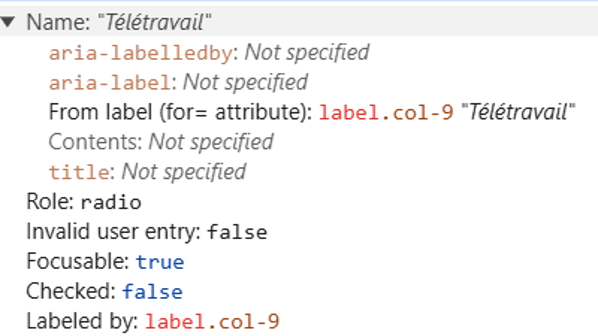 Name: "Télétravail"
aria-labelledby: Not specified
aria-label: Not specified
From label (for= attribute): label.col-9 "Télétravail"
Contents: Not specified
title: Not specified
Role: radio
Invalid user entry: false
Focusable: true
Checked: false
Labeled by: label.col-9